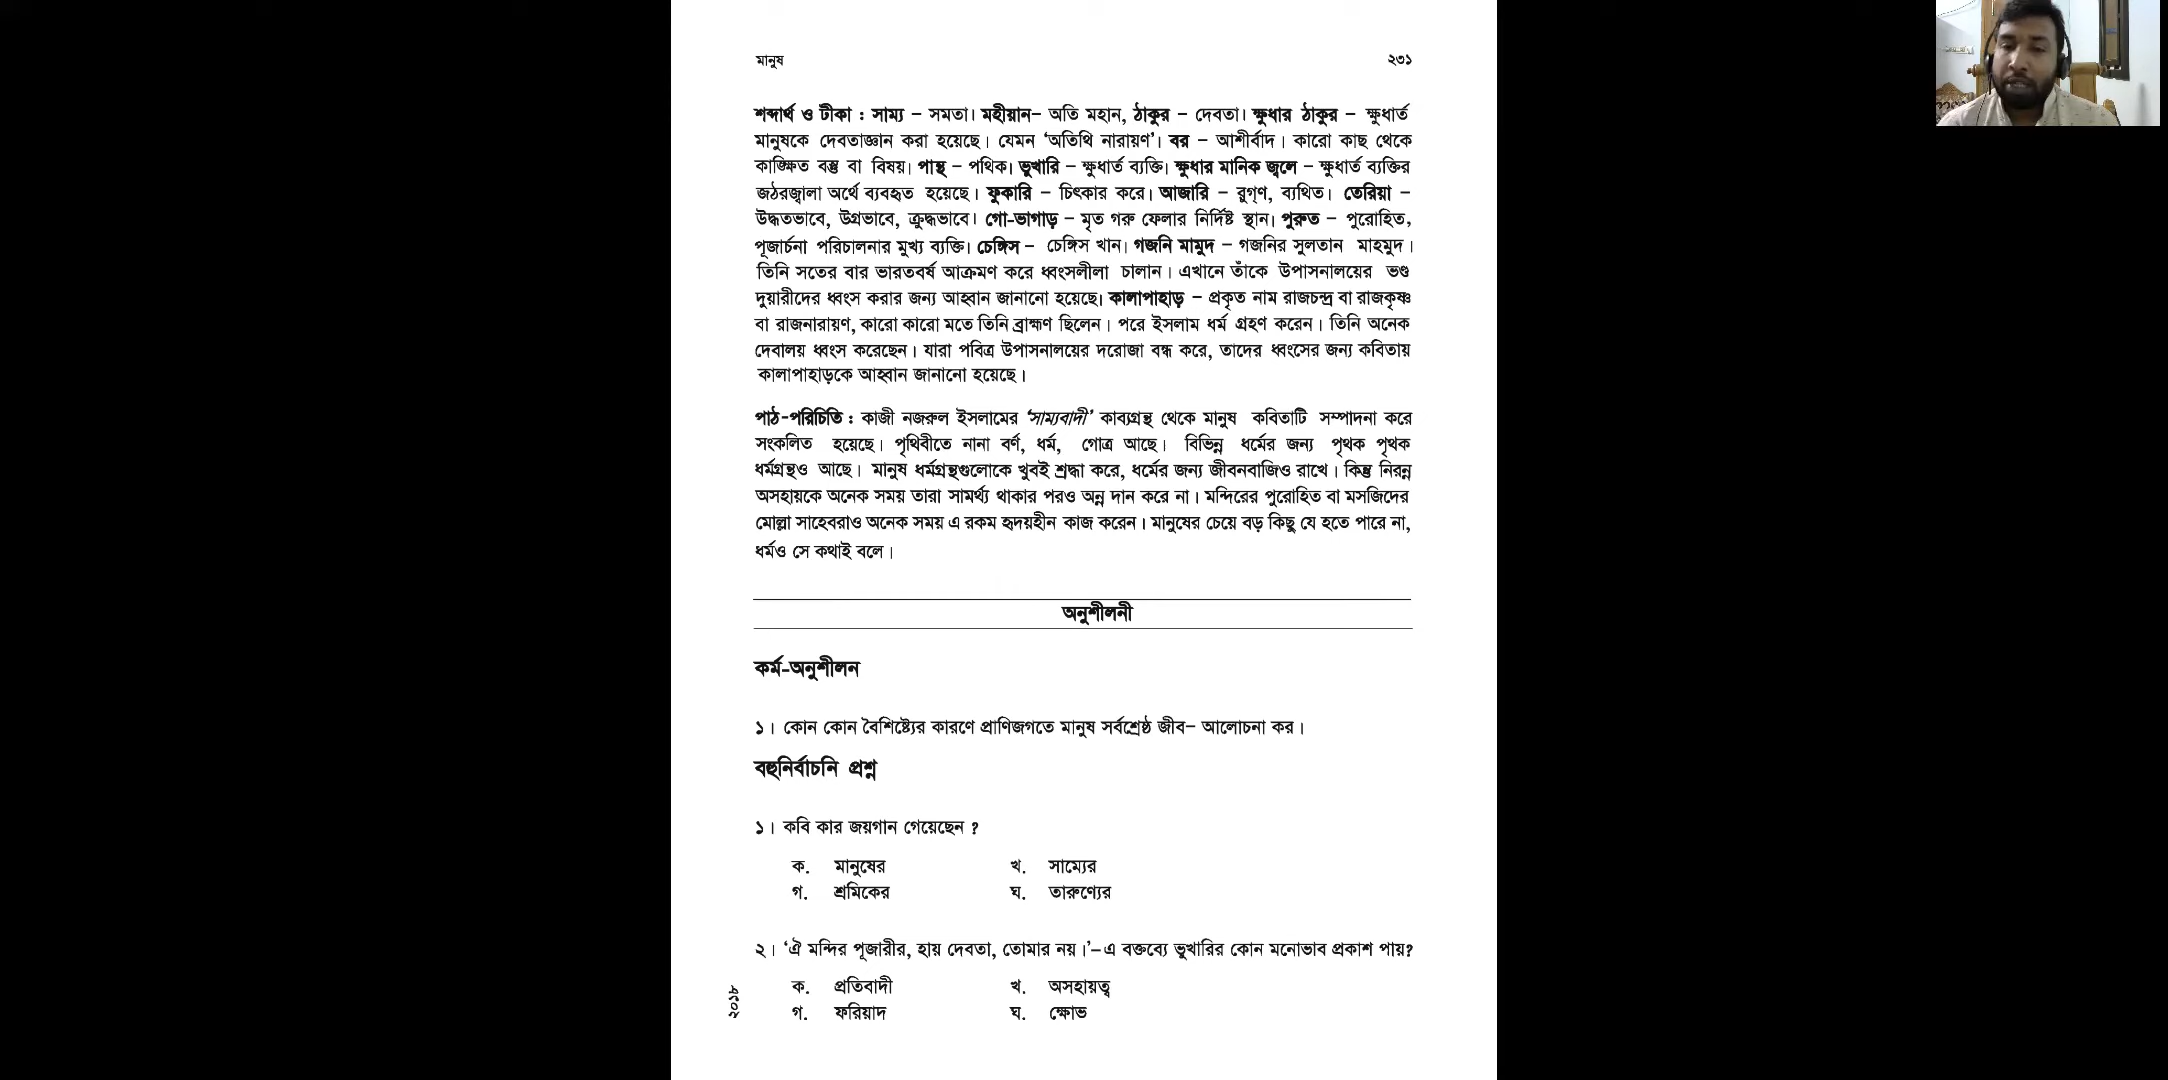 মানুষ ২৩১
শব্দার্থ ও টীকা : সাম্য – সমতা। মহীয়ান– অতি মহান, ঠাকুর – দেবতা। ক্ষুধার ঠাকুর – ক্ষুধার্ত
মানুষকে দেবতাজ্ঞান করা হয়েছে। যেমন ‘অতিথি নারায়ণ’। বর – আশীর্বাদ। কারো কাছ থেকে
কাঙ্ক্ষিত বস্তু বা বিষয়। পান্থ – পথিক। ভুখারি – ক্ষুধার্ত ব্যক্তি। ক্ষুধার মানিক জ্বলে – ক্ষুধার্ত ব্যক্তির
জঠরজ্বালা অর্থে ব্যবহৃত হয়েছে। ফুকারি – চিৎকার করে। আজারি – রুগ্‌ণ, ব্যথিত। তেরিয়া –
উদ্ধতভাবে, উগ্রভাবে, ক্রুদ্ধভাবে। গো-ভাগাড় – মৃত গরু ফেলার নির্দিষ্ট স্থান। পুরুত – পুরোহিত,
পূজার্চনা পরিচালনার মুখ্য ব্যক্তি। চেঙ্গিস – চেঙ্গিস খান। গজনি মামুদ – গজনির সুলতান মাহমুদ।
তিনি সতের বার ভারতবর্ষ আক্রমণ করে ধ্বংসলীলা চালান। এখানে তাঁকে উপাসনালয়ের ভণ্ড
দুয়ারীদের ধ্বংস করার জন্য আহ্বান জানানো হয়েছে। কালাপাহাড় – প্রকৃত নাম রাজচন্দ্র বা রাজকৃষ্ণ
বা রাজনারায়ণ, কারো কারো মতে তিনি ব্রাহ্মণ ছিলেন। পরে ইসলাম ধর্ম গ্রহণ করেন। তিনি অনেক
দেবালয় ধ্বংস করেছেন। যারা পবিত্র উপাসনালয়ের দরোজা বন্ধ করে, তাদের ধ্বংসের জন্য কবিতায়
কালাপাহাড়কে আহ্বান জানানো হয়েছে।
পাঠ-পরিচিতি : কাজী নজরুল ইসলামের ‘সাম্যবাদী’ কাব্যগ্রন্থ থেকে মানুষ কবিতাটি সম্পাদনা করে
সংকলিত হয়েছে। পৃথিবীতে নানা বর্ণ, ধর্ম, গোত্র আছে। বিভিন্ন ধর্মের জন্য পৃথক পৃথক
ধর্মগ্রন্থও আছে। মানুষ ধর্মগ্রন্থগুলোকে খুবই শ্রদ্ধা করে, ধর্মের জন্য জীবনবাজিও রাখে। কিন্তু নিরন্ন
অসহায়কে অনেক সময় তারা সামর্থ্য থাকার পরও অন্ন দান করে না। মন্দিরের পুরোহিত বা মসজিদের
মোল্লা সাহেবরাও অনেক সময় এ রকম হৃদয়হীন কাজ করেন। মানুষের চেয়ে বড় কিছু যে হতে পারে না,
ধর্মও সে কথাই বলে।
অনুশীলনী
কর্ম-অনুশীলন
১। কোন কোন বৈশিষ্ট্যের কারণে প্রাণিজগতে মানুষ সর্বশ্রেষ্ঠ জীব– আলোচনা কর।
বহুনির্বাচনি প্রশ্ন
১। কবি কার জয়গান গেয়েছেন ?
ক. মানুষের খ. সাম্যের
গ. শ্রমিকের ঘ. তারুণ্যের
২। ‘ঐ মন্দির পূজারীর, হায় দেবতা, তোমার নয়।’–এ বক্তব্যে ভুখারির কোন মনোভাব প্রকাশ পায়?
ক. প্রতিবাদী খ. অসহায়ত্ব
গ. ফরিয়াদ ঘ. ক্ষোভ
২০১৮